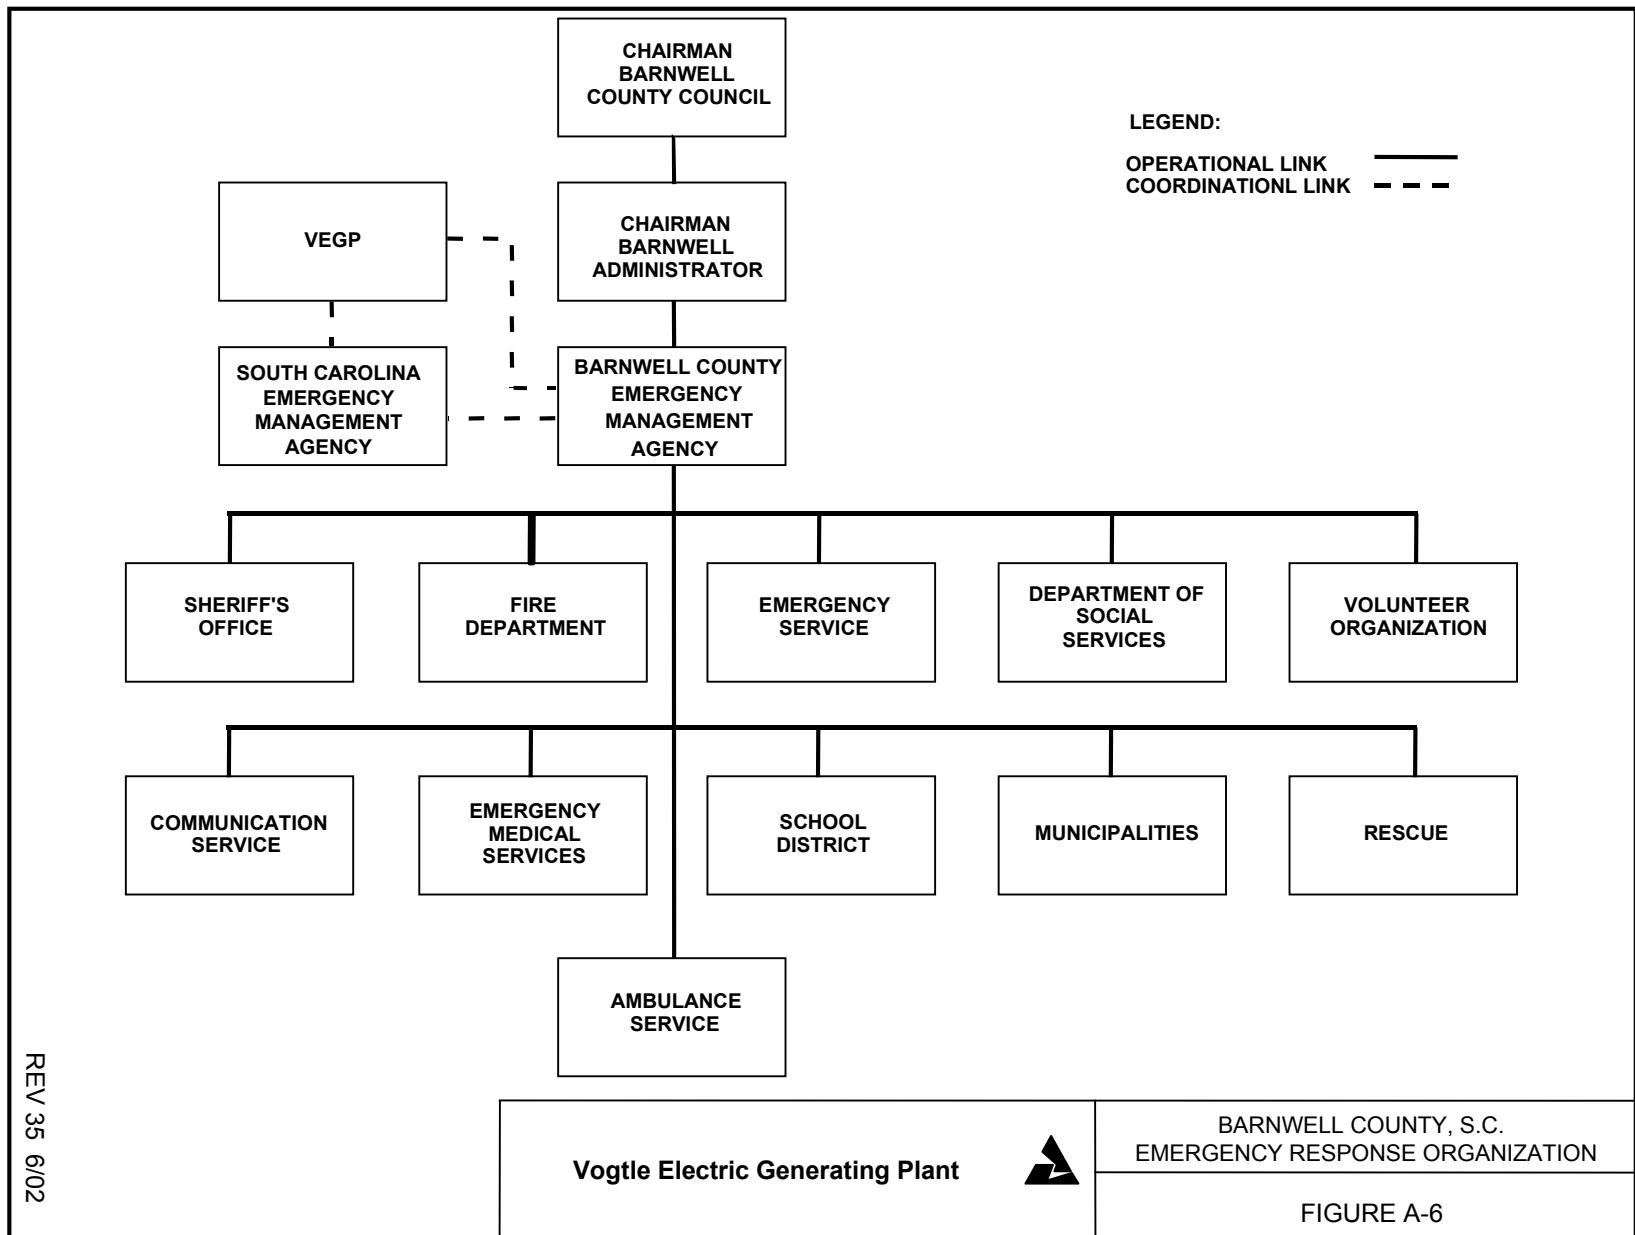 CHAIRMAN
BARNWELL
COUNTY COUNCIL
LEGEND:
OPERATIONAL LINK
COORDINATIONL LINK
VEGP
CHAIRMAN
BARNWELL
ADMINISTRATOR
SOUTH CAROLINA
EMERGENCY
MANAGEMENT
AGENCY
BARNWELL COUNTY
EMERGENCY
MANAGEMENT
AGENCY
SHERIFF'S
OFFICE
FIRE
DEPARTMENT
EMERGENCY
SERVICE
DEPARTMENT OF
SOCIAL
SERVICES
VOLUNTEER
ORGANIZATION
COMMUNICATION
SERVICE
EMERGENCY
MEDICAL
SERVICES
SCHOOL
DISTRICT
MUNICIPALITIES
RESCUE
AMBULANCE
SERVICE
REV 35 6/02
Vogtle Electric Generating Plant
BARNWELL COUNTY, S.C.
EMERGENCY RESPONSE ORGANIZATION
FIGURE A-6